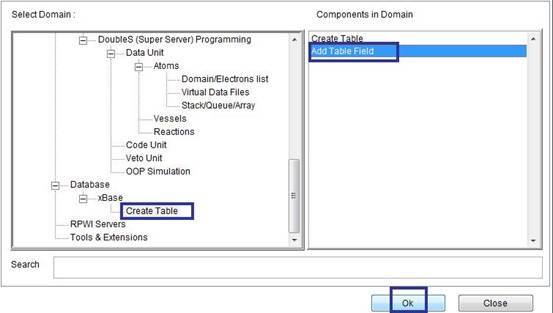 Select Domain :
Components in Domain
DoubleS (Super Server) Programming
Data Unit
Atoms
Domain/Electrons list
Virtual Data Files
Stack/Queue/Array
Vessels
Reactions
Code Unit
Veto Unit
OOP Simulation
Database
xBase
Create Table
RPWI Servers
Tools & Extensions
Create Table
Add Table Field
Search
Ok
Close